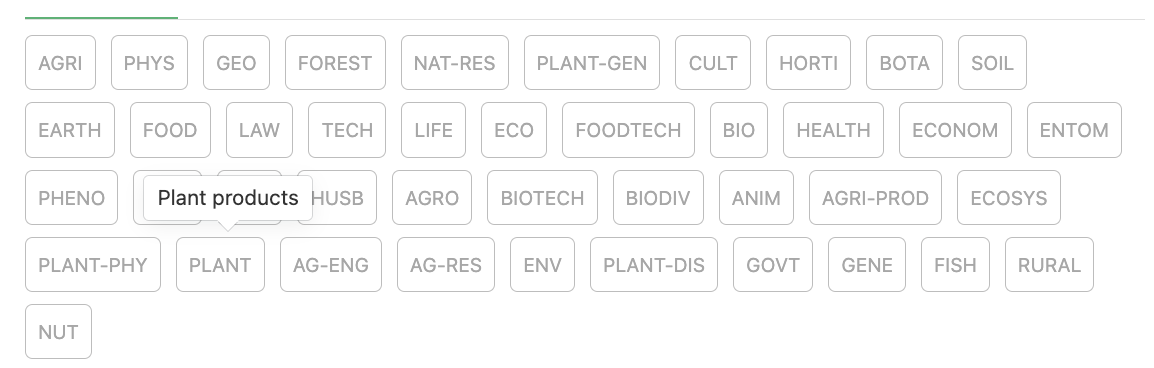 AGRI PHYS GEO FOREST NAT-RES PLANT-GEN CULT HORTI BOTA SOIL
EARTH FOOD LAW TECH LIFE ECO FOODTECH BIO HEALTH ECONOM ENTOM
PHENO Plant products HUSB AGRO BIOTECH BIODIV ANIM AGRI-PROD ECOSYS
PLANT-PHY PLANT AG-ENG AG-RES ENV PLANT-DIS GOVT GENE FISH RURAL
NUT